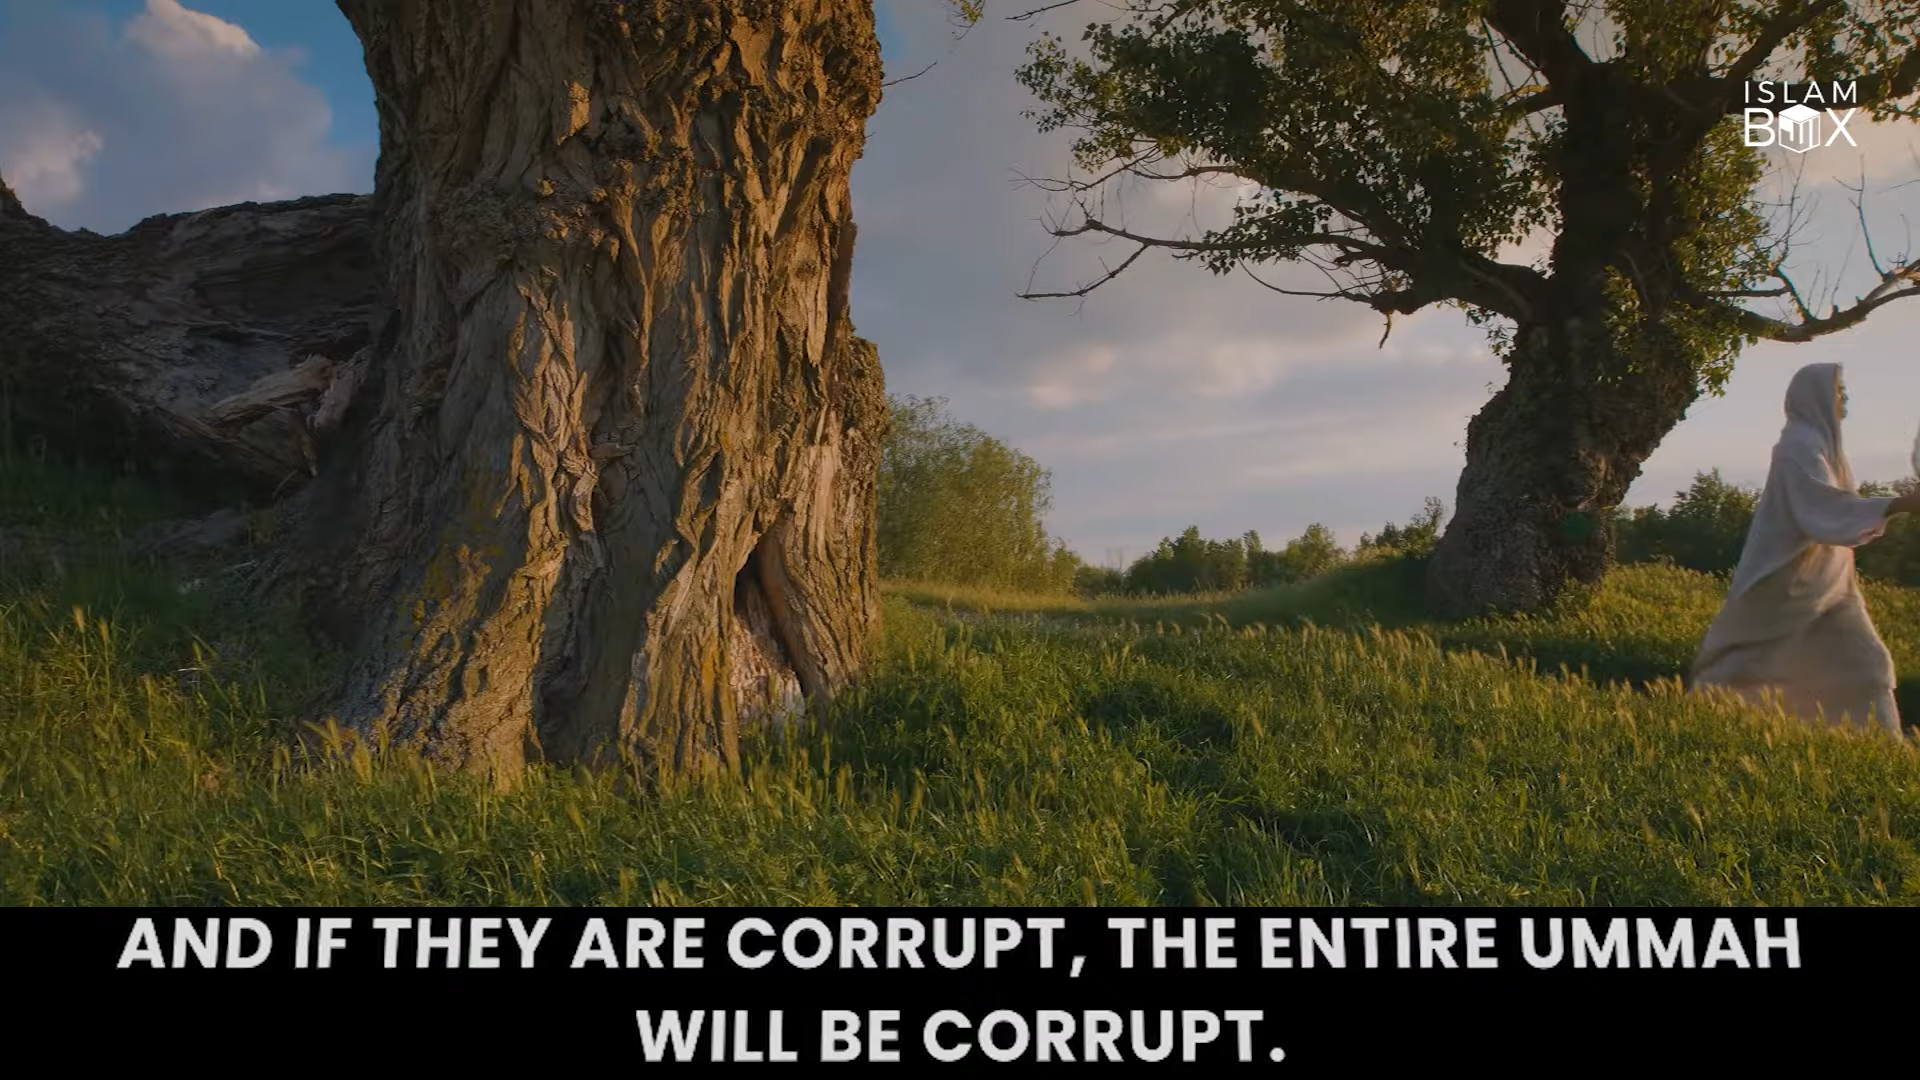 ISLAM
BOX
AND IF THEY ARE CORRUPT, THE ENTIRE UMMAH
WILL BE CORRUPT.